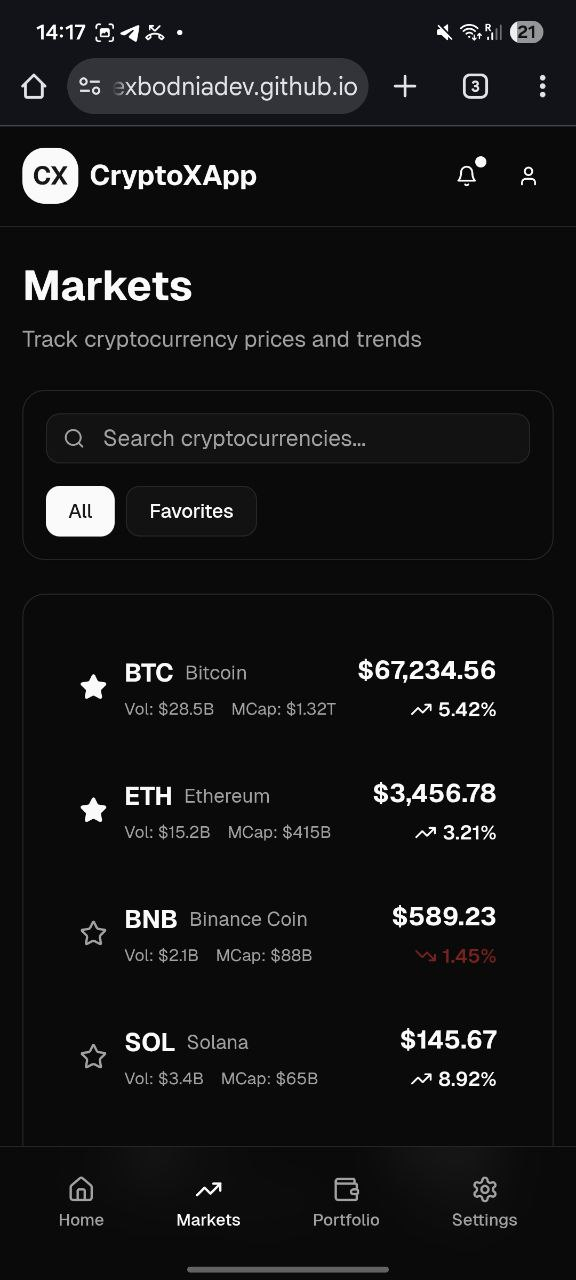 14:17
R
21
exbodniadev.github.io
3
CX CryptoXApp
Markets
Track cryptocurrency prices and trends
Search cryptocurrencies...
All Favorites
BTC Bitcoin $67,234.56
Vol: $28.5B MCap: $1.32T 5.42%
ETH Ethereum $3,456.78
Vol: $15.2B MCap: $415B 3.21%
BNB Binance Coin $589.23
Vol: $2.1B MCap: $88B 1.45%
SOL Solana $145.67
Vol: $3.4B MCap: $65B 8.92%
Home Markets Portfolio Settings